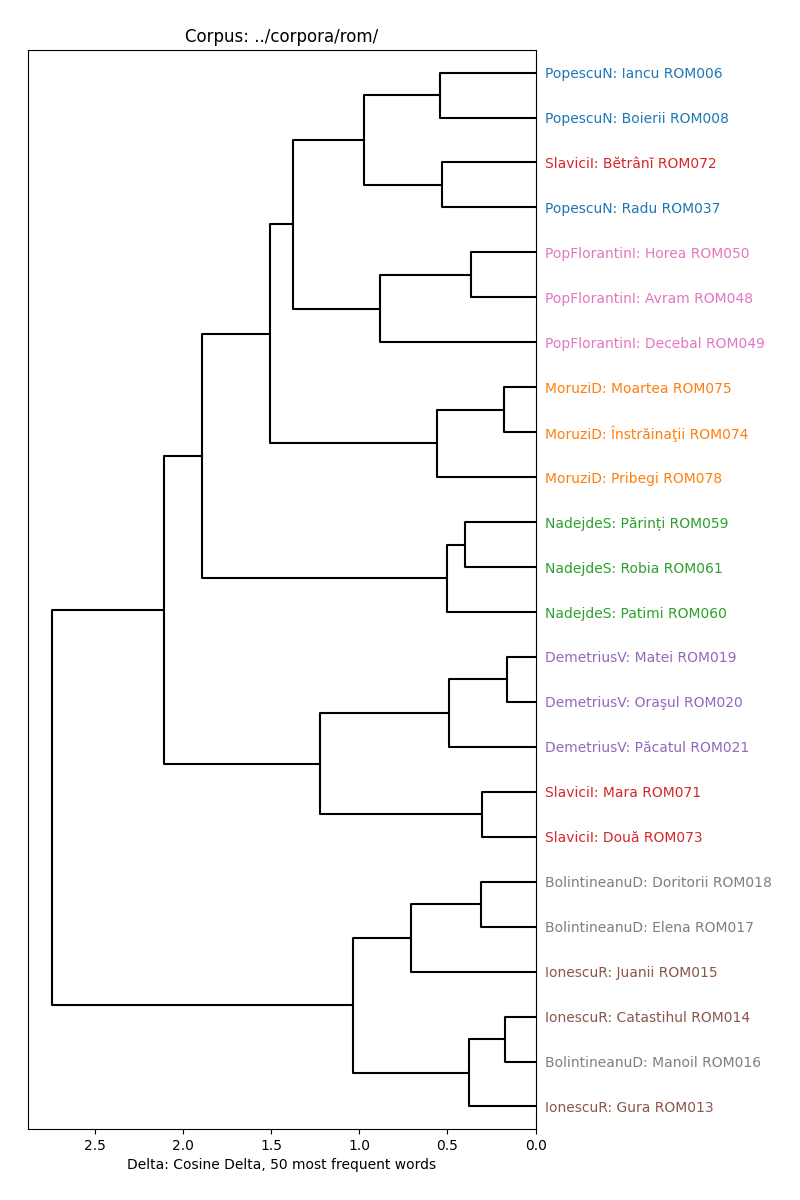 Corpus: ../corpora/rom/
PopescuN: Iancu ROM006
PopescuN: Boierii ROM008
SlaviciI: Bĕtrânĭ ROM072
PopescuN: Radu ROM037
PopFlorantinI: Horea ROM050
PopFlorantinI: Avram ROM048
PopFlorantinI: Decebal ROM049
MoruziD: Moartea ROM075
MoruziD: Înstrăinaţii ROM074
MoruziD: Pribegi ROM078
NadejdeS: Părinți ROM059
NadejdeS: Robia ROM061
NadejdeS: Patimi ROM060
DemetriusV: Matei ROM019
DemetriusV: Oraşul ROM020
DemetriusV: Păcatul ROM021
SlaviciI: Mara ROM071
SlaviciI: Două ROM073
BolintineanuD: Doritorii ROM018
BolintineanuD: Elena ROM017
IonescuR: Juanii ROM015
IonescuR: Catastihul ROM014
BolintineanuD: Manoil ROM016
IonescuR: Gura ROM013
2.5 2.0 1.5 1.0 0.5 0.0
Delta: Cosine Delta, 50 most frequent words